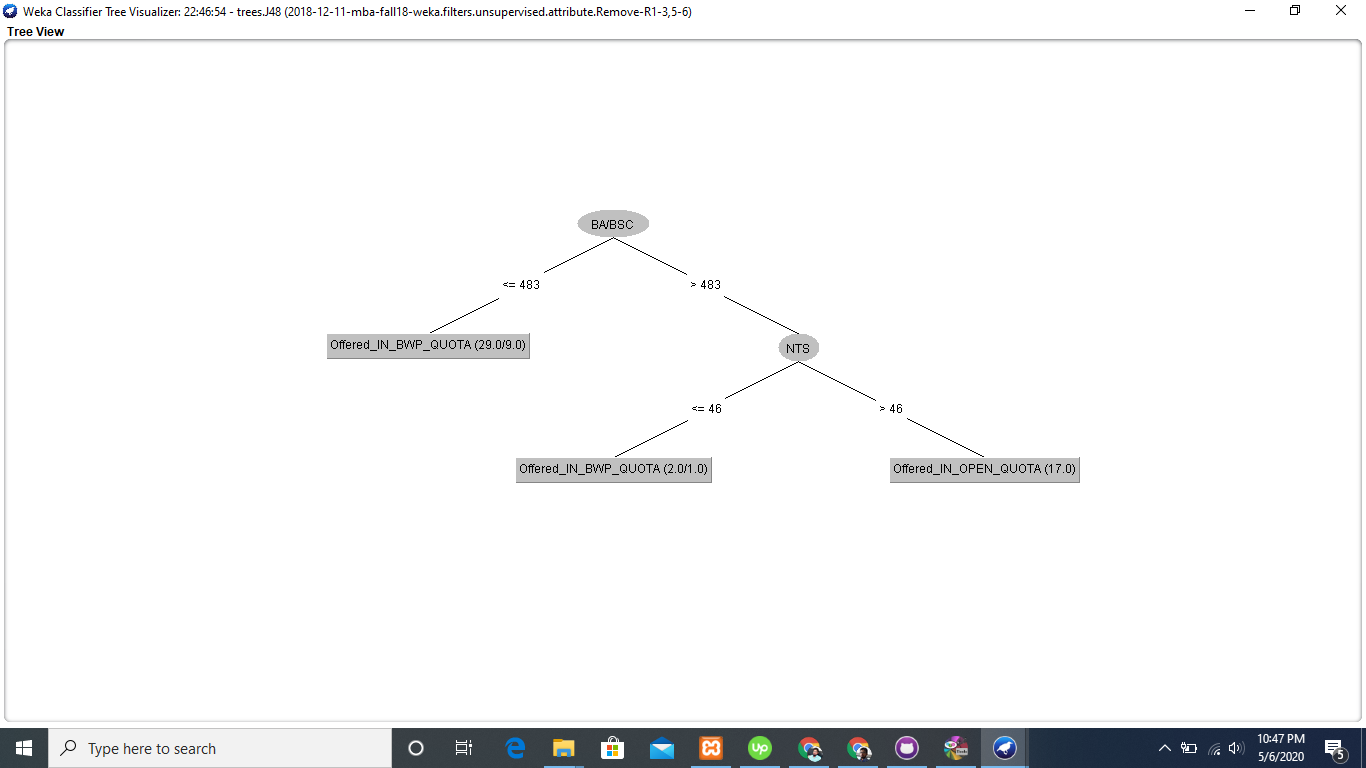 Weka Classifier Tree Visualizer: 22:46:54 - trees.J48 (2018-12-11-mba-fall18-weka.filters.unsupervised.attribute.Remove-R1-3,5-6)
Tree View
BA/BSC
<= 483
> 483
Offered_IN_BWP_QUOTA (29.0/9.0)
NTS
<= 46
> 46
Offered_IN_BWP_QUOTA (2.0/1.0)
Offered_IN_OPEN_QUOTA (17.0)
Type here to search
up
10:47 PM
5/6/2020
5